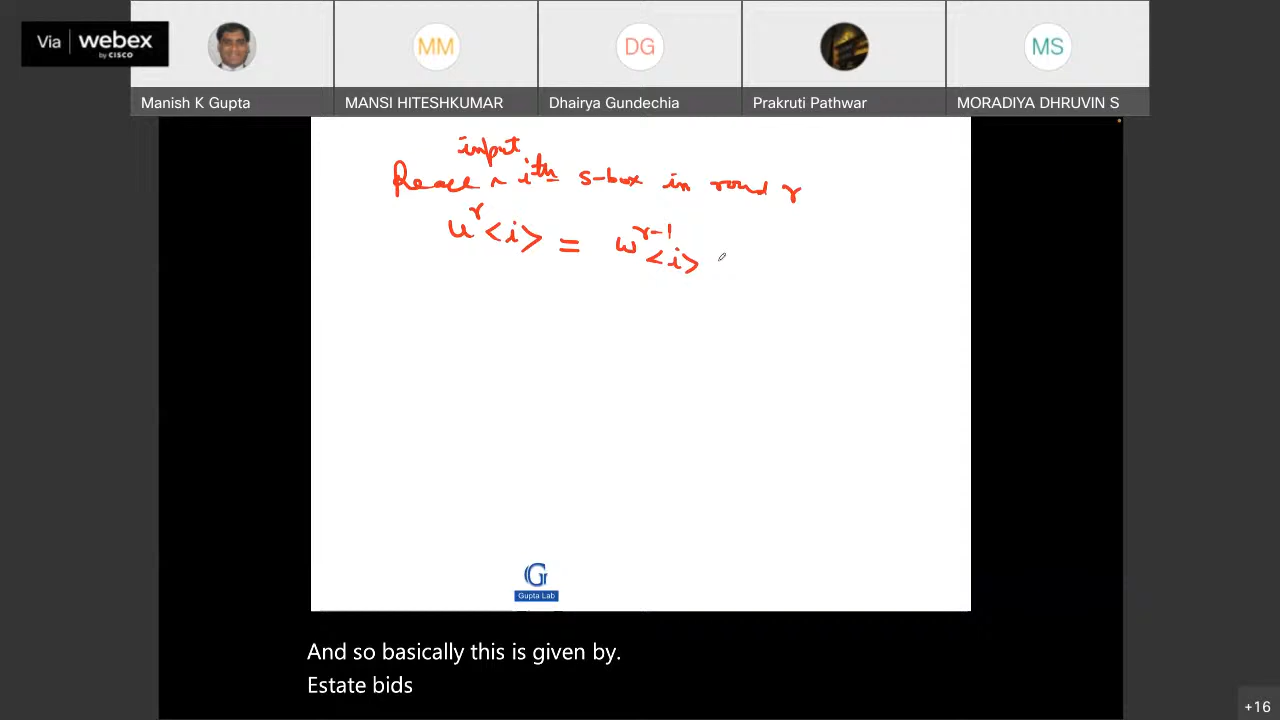 Via webex
by CISCO
MM
DG
MS
Manish K Gupta
MANSI HITESHKUMAR
Dhairya Gundechia
Prakruti Pathwar
MORADIYA DHRUVIN S
input
ith s-box in round r
u^r<i> = w^{r-1}<i>
G
Gupta Lab
And so basically this is given by.
Estate bids
+16